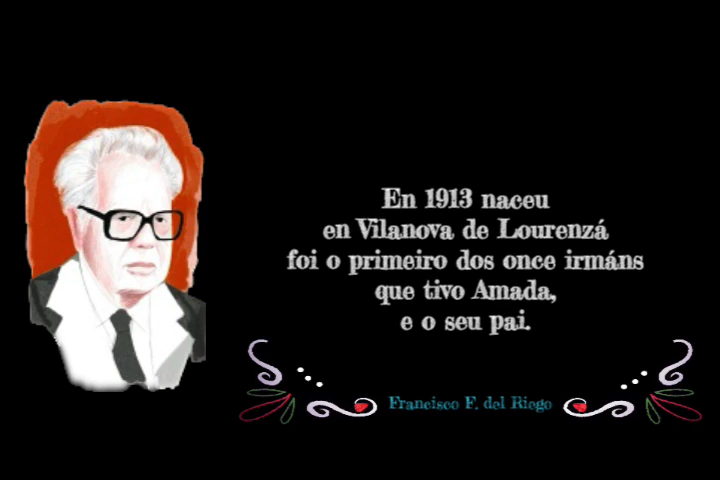 En 1913 naceu
en Vilanova de Lourenzá
foi o primeiro dos once irmáns
que tivo Amada,
e o seu pai.
Francisco F. del Riego